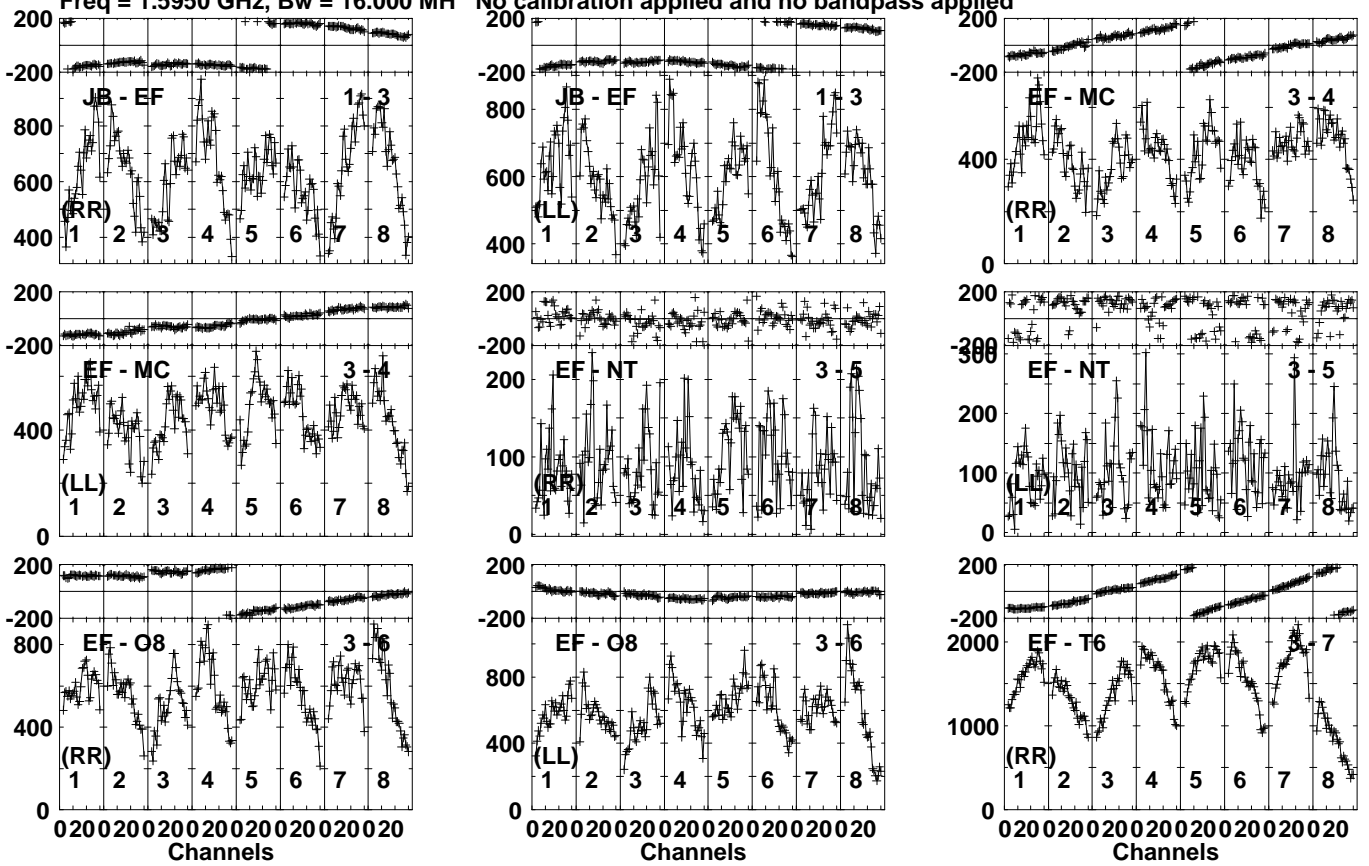 Freq = 1.5950 GHz, Bw = 16.000 MH No calibration applied and no bandpass applied
200
-200
JB - EF 1 - 3
800
600
400
(RR)
1 2 3 4 5 6 7 8
200
-200
JB - EF 1 - 3
800
600
400
(LL)
1 2 3 4 5 6 7 8
200
-200
EF - MC 3 - 4
400
0
(RR)
1 2 3 4 5 6 7 8
200
-200
EF - MC 3 - 4
400
0
(LL)
1 2 3 4 5 6 7 8
200
-200
EF - NT 3 - 5
200
100
0
(RR)
1 2 3 4 5 6 7 8
200
-200
300
EF - NT 3 - 5
200
100
0
(LL)
1 2 3 4 5 6 7 8
200
-200
EF - O8 3 - 6
800
400
0
(RR)
1 2 3 4 5 6 7 8
0 20 0 20 0 20 0 20 0 20 0 20 0 20 0 20
Channels
200
-200
EF - O8 3 - 6
800
400
0
(LL)
1 2 3 4 5 6 7 8
0 20 0 20 0 20 0 20 0 20 0 20 0 20 0 20
Channels
200
-200
EF - T6 3 - 7
2000
1000
0
(RR)
1 2 3 4 5 6 7 8
0 20 0 20 0 20 0 20 0 20 0 20 0 20 0 20
Channels